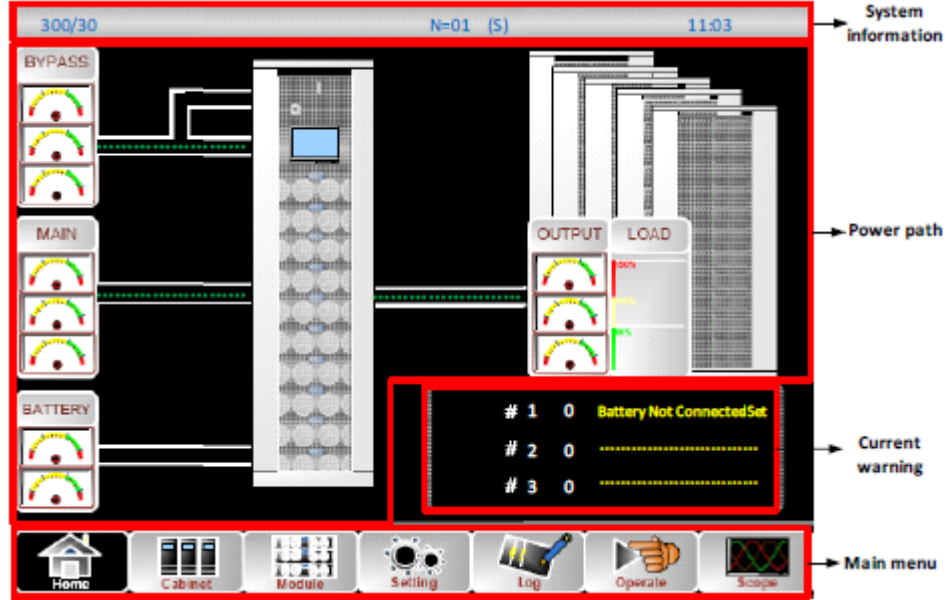 300/30 N=01 (S) 11:03
System information
BYPASS
MAIN
BATTERY
OUTPUT LOAD
100%
Power path
# 1 0 Battery Not ConnectedSet
# 2 0 ------------------------------
# 3 0 ------------------------------
Current warning
Home Cabinet Module Setting Log Operate Scope
Main menu